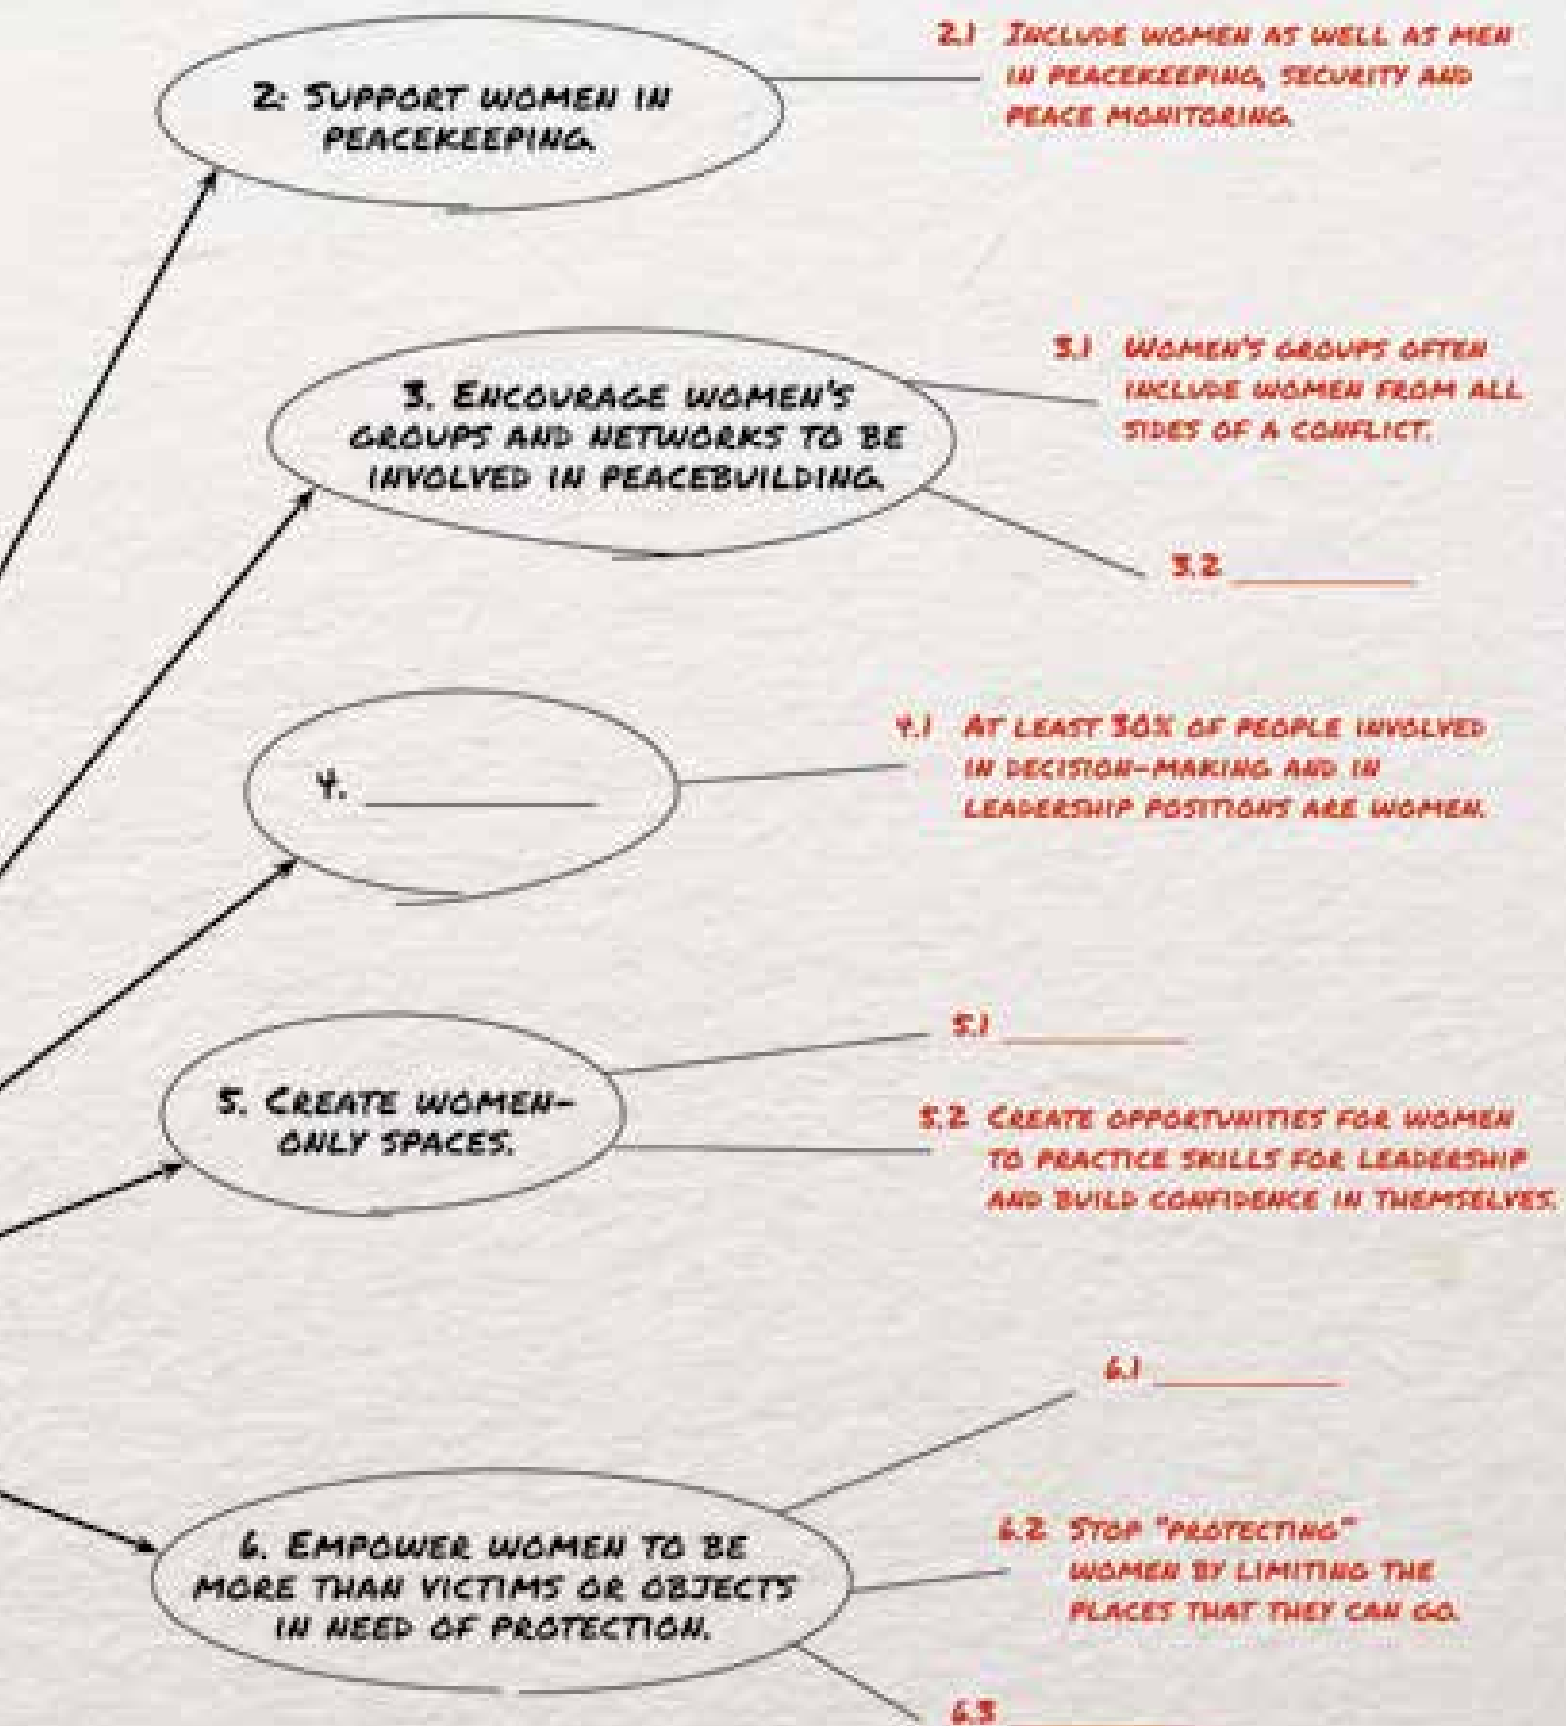 2: Support women in
peacekeeping.
2.1 Include women as well as men
in peacekeeping, security and
peace monitoring.
3. Encourage women's
groups and networks to be
involved in peacebuilding.
3.1 Women's groups often
include women from all
sides of a conflict.
3.2 __________
4. __________
4.1 At least 30% of people involved
in decision-making and in
leadership positions are women.
5. Create women-
only spaces.
5.1 __________
5.2 Create opportunities for women
to practice skills for leadership
and build confidence in themselves.
6. Empower women to be
more than victims or objects
in need of protection.
6.1 __________
6.2 Stop "protecting"
women by limiting the
places that they can go.
6.3 __________